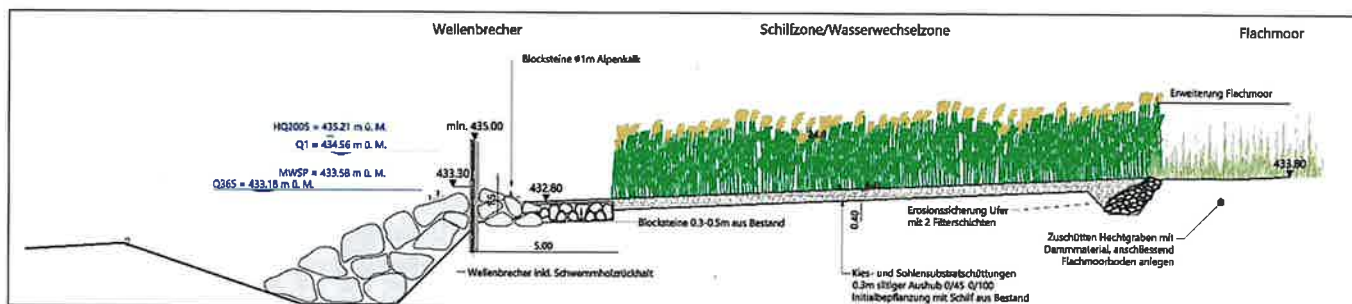 Wellenbrecher
Schilfzone/Wasserwechselzone
Flachmoor
Blocksteine ø1m Alpenkalk
Erweiterung Flachmoor
HQ200S = 435.21 m ü. M.
min. 435.00
Q1 = 434.56 m ü. M.
MWSP = 433.58 m ü. M.
433.30
Q36S = 433.18 m ü. M.
432.80
433.80
Blocksteine 0.3-0.5m aus Bestand
5.00
0.40
Erosionssicherung Ufer
mit 2 Filterschichten
Zuschütten Hechtgraben mit
Dammmaterial, anschliessend
Flachmoorboden anlegen
Wellenbrecher inkl. Schwemmholzrückhalt
Kies- und Sohlensubstratschüttungen
0.3m siltiger Aushub 0/45 0/100
Initialbepflanzung mit Schilf aus Bestand